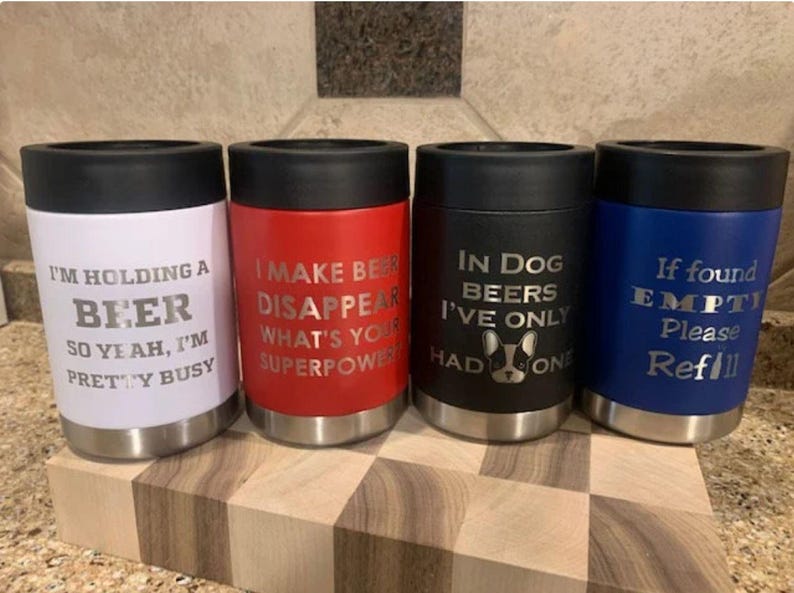 I'M HOLDING A
BEER
SO YEAH, I'M
PRETTY BUSY
I MAKE BEER
DISAPPEAR
WHAT'S YOUR
SUPERPOWER?
IN DOG
BEERS
I'VE ONLY
HAD ONE
If found
EMPTY
Please
Refill